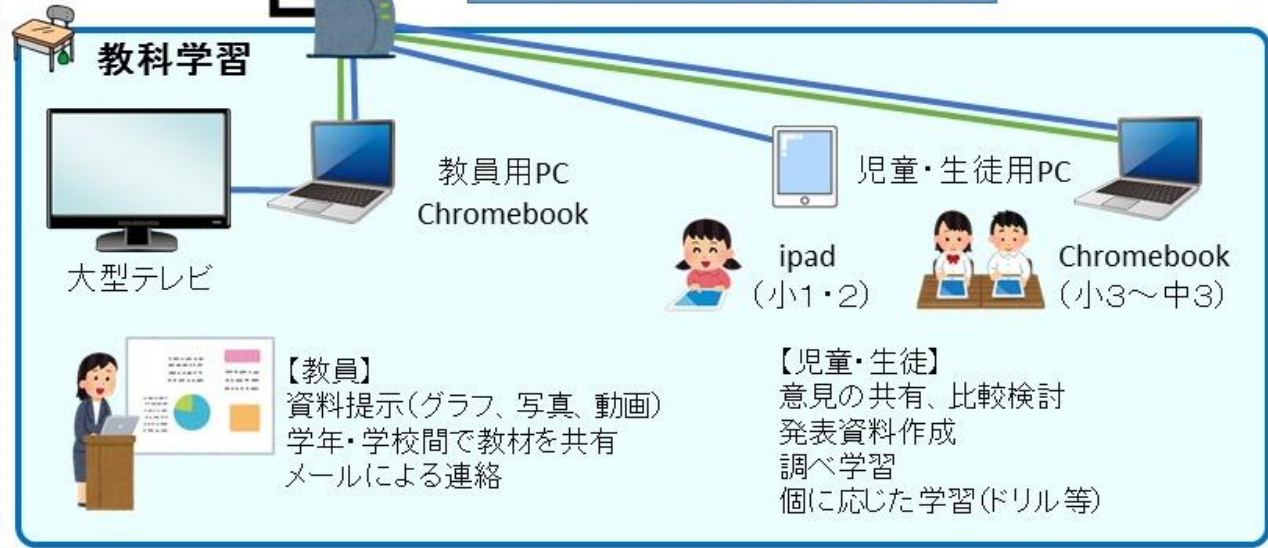 教科学習
教員用PC
Chromebook
児童・生徒用PC
大型テレビ
ipad
（小1・2）
Chromebook
（小3～中3）
【教員】
資料提示（グラフ、写真、動画）
学年・学校間で教材を共有
メールによる連絡
【児童・生徒】
意見の共有、比較検討
発表資料作成
調べ学習
個に応じた学習（ドリル等）